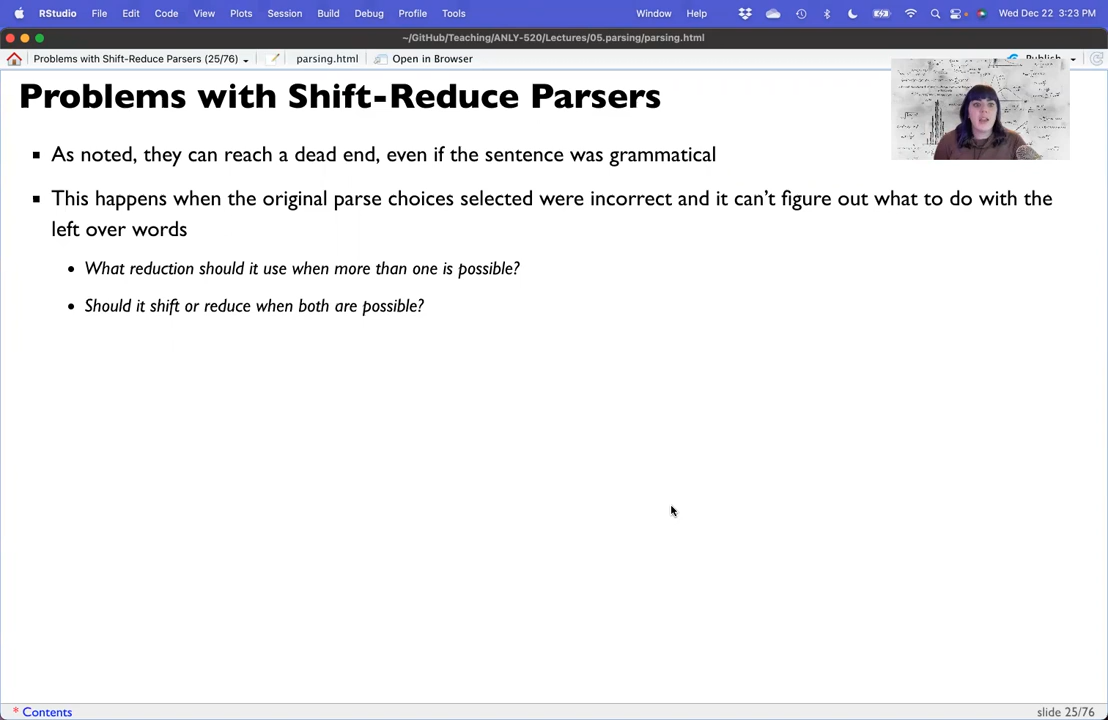 RStudio File Edit Code View Plots Session Build Debug Profile Tools Window Help Wed Dec 22 3:23 PM
~/GitHub/Teaching/ANLY-520/Lectures/05.parsing/parsing.html
Problems with Shift-Reduce Parsers (25/76) parsing.html Open in Browser Publish
Problems with Shift-Reduce Parsers
▪ As noted, they can reach a dead end, even if the sentence was grammatical
▪ This happens when the original parse choices selected were incorrect and it can’t figure out what to do with the
left over words
• What reduction should it use when more than one is possible?
• Should it shift or reduce when both are possible?
* Contents slide 25/76